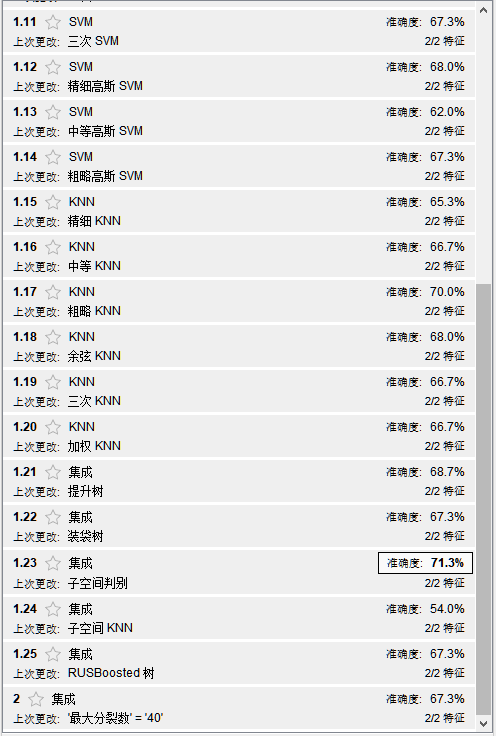 1.11 SVM 准确度: 67.3%
上次更改: 三次 SVM 2/2 特征
1.12 SVM 准确度: 68.0%
上次更改: 精细高斯 SVM 2/2 特征
1.13 SVM 准确度: 62.0%
上次更改: 中等高斯 SVM 2/2 特征
1.14 SVM 准确度: 67.3%
上次更改: 粗略高斯 SVM 2/2 特征
1.15 KNN 准确度: 65.3%
上次更改: 精细 KNN 2/2 特征
1.16 KNN 准确度: 66.7%
上次更改: 中等 KNN 2/2 特征
1.17 KNN 准确度: 70.0%
上次更改: 粗略 KNN 2/2 特征
1.18 KNN 准确度: 68.0%
上次更改: 余弦 KNN 2/2 特征
1.19 KNN 准确度: 66.7%
上次更改: 三次 KNN 2/2 特征
1.20 KNN 准确度: 66.7%
上次更改: 加权 KNN 2/2 特征
1.21 集成 准确度: 68.7%
上次更改: 提升树 2/2 特征
1.22 集成 准确度: 67.3%
上次更改: 装袋树 2/2 特征
1.23 集成 准确度: 71.3%
上次更改: 子空间判别 2/2 特征
1.24 集成 准确度: 54.0%
上次更改: 子空间 KNN 2/2 特征
1.25 集成 准确度: 67.3%
上次更改: RUSBoosted 树 2/2 特征
2 集成 准确度: 67.3%
上次更改: '最大分裂数' = '40' 2/2 特征